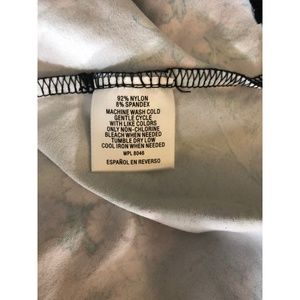 92% NYLON
8% SPANDEX
MACHINE WASH COLD
GENTLE CYCLE
WITH LIKE COLORS
ONLY NON-CHLORINE
BLEACH WHEN NEEDED
TUMBLE DRY LOW
COOL IRON WHEN NEEDED
WPL 8046
ESPAÑOL EN REVERSO